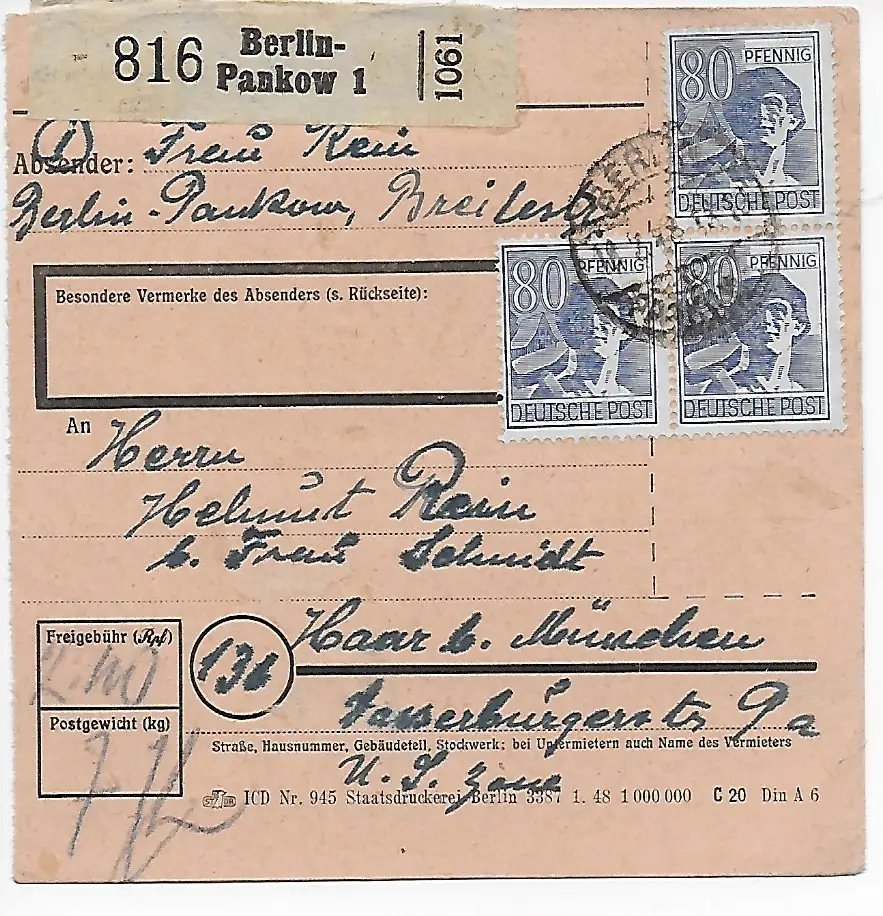 816 Berlin-
Pankow 1
1061
Absender: Frau Rein
Berlin-Pankow, Breitestr.
80 PFENNIG
DEUTSCHE POST
80 PFENNIG
DEUTSCHE POST
80 PFENNIG
DEUTSCHE POST
BERLIN
Besondere Vermerke des Absenders (s. Rückseite):
An Herrn
Helmut Rein
b. Frau Schmidt
Haar b. München
13b
Wasserburgerstr. 9a
Freigebühr (Rpf)
Postgewicht (kg)
7
Straße, Hausnummer, Gebäudeteil, Stockwerk; bei Untermietern auch Name des Vermieters
U. S. Zone
ICD Nr. 945 Staatsdruckerei Berlin 3387 1. 48 1 000 000 C 20 Din A 6